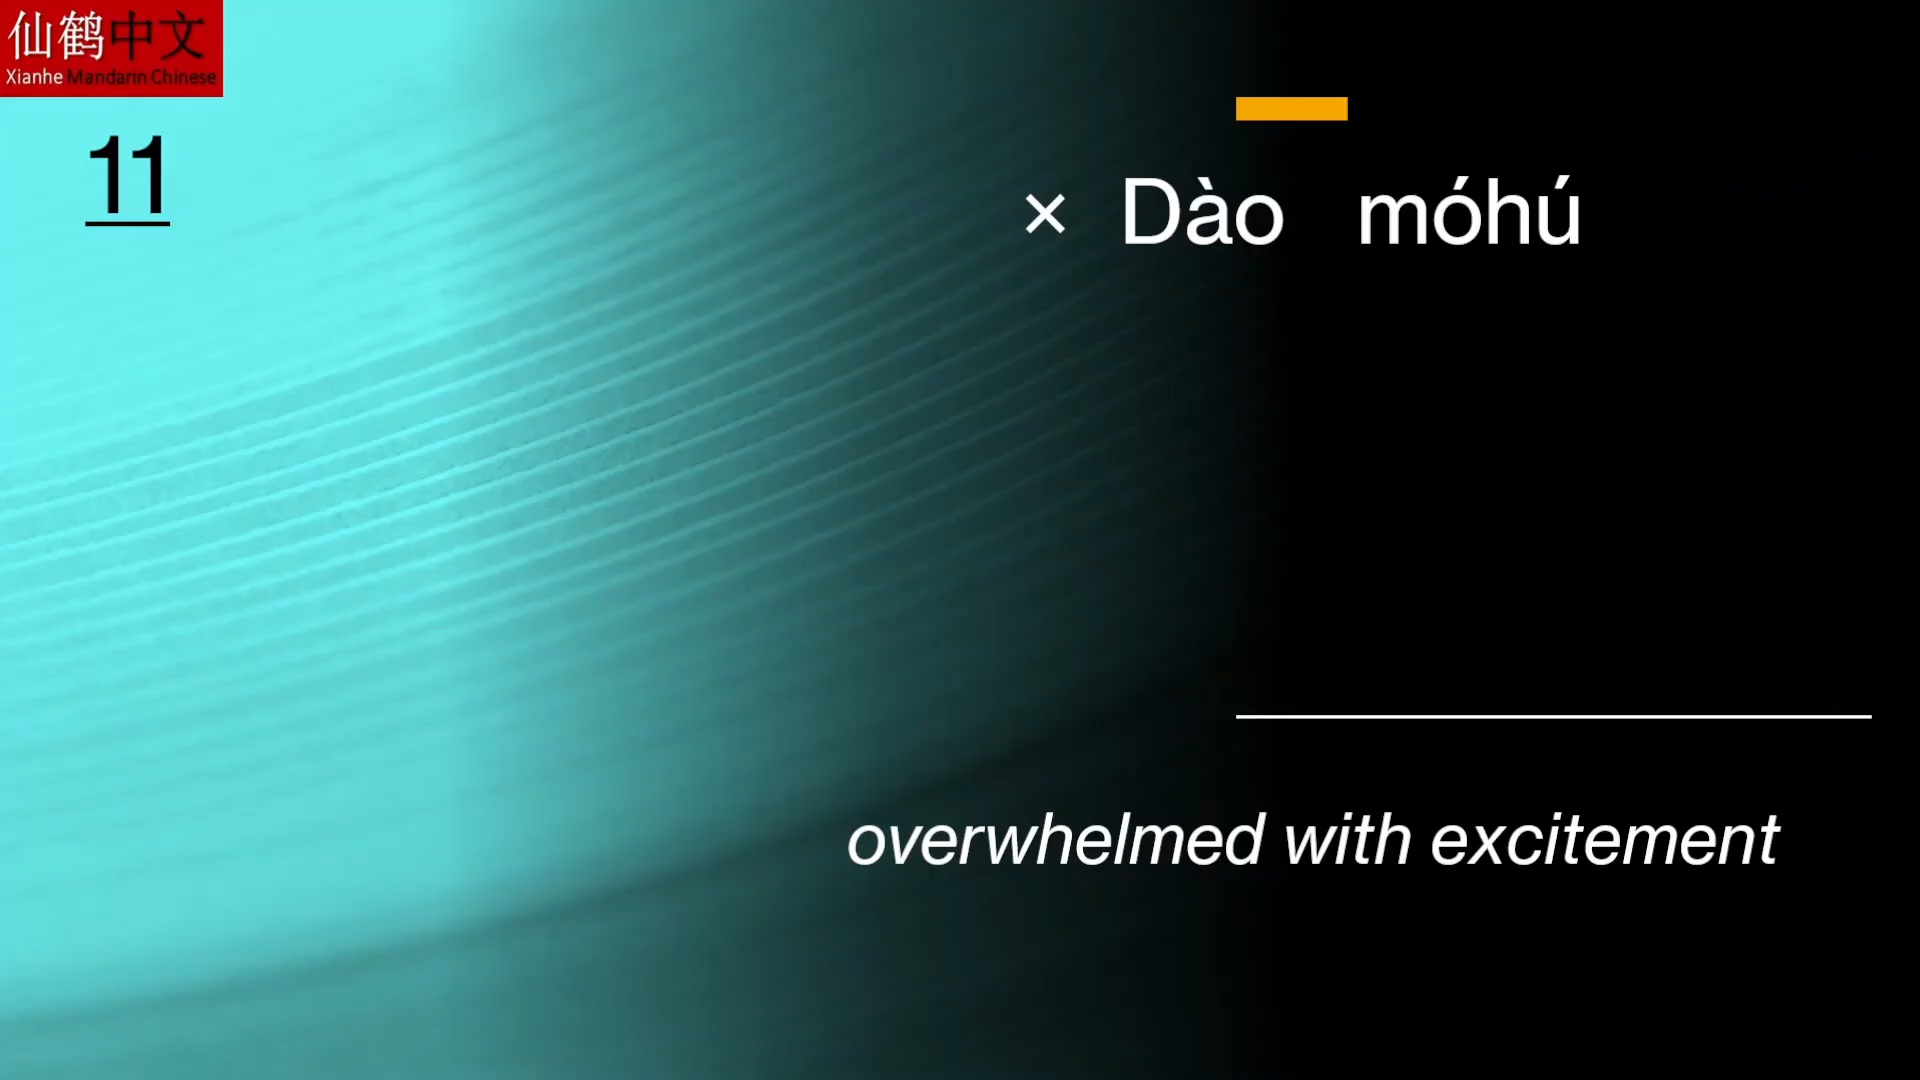 仙鹤中文
Xianhe Mandarin Chinese
11
× Dào móhú
overwhelmed with excitement